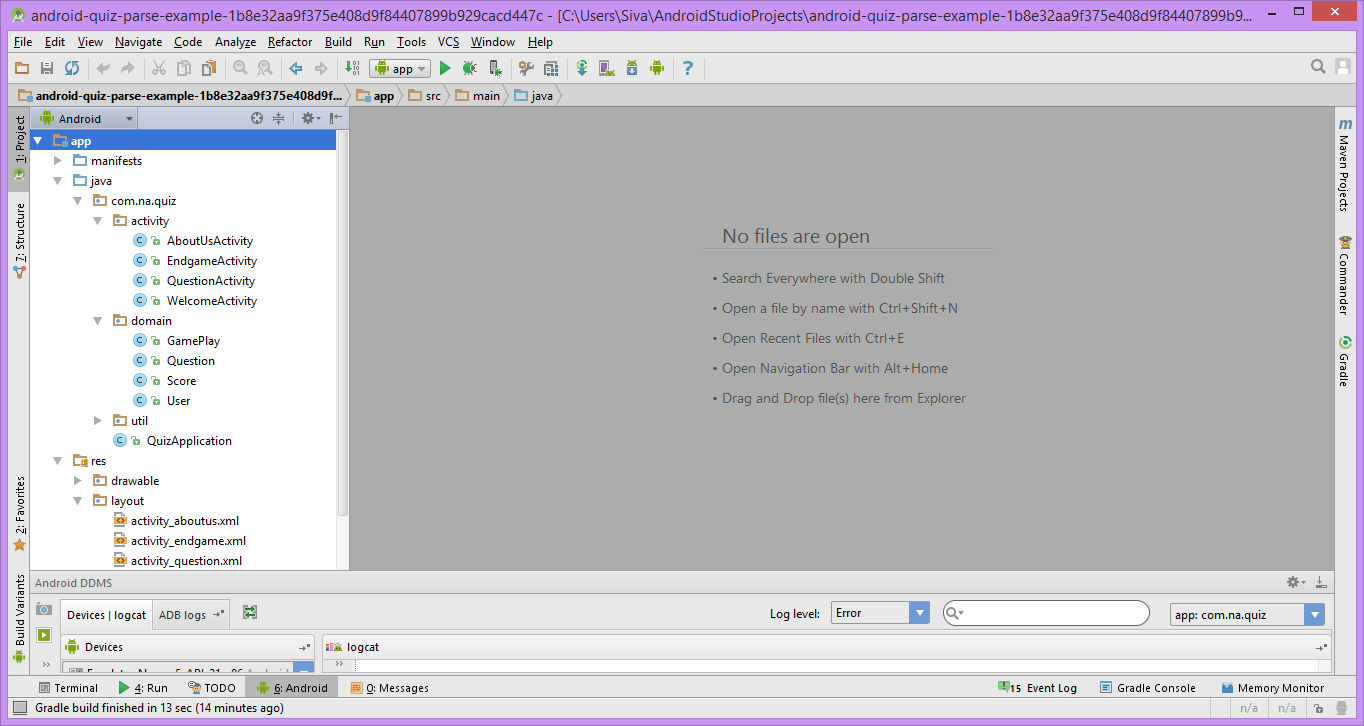 android-quiz-parse-example-1b8e32aa9f375e408d9f84407899b929cacd447c - [C:\Users\Siva\AndroidStudioProjects\android-quiz-parse-example-1b8e32aa9f375e408d9f84407899b9...
File Edit View Navigate Code Analyze Refactor Build Run Tools VCS Window Help
app
android-quiz-parse-example-1b8e32aa9f375e408d9f... app src main java
1: Project
7: Structure
2: Favorites
Build Variants
Android
app
manifests
java
com.na.quiz
activity
AboutUsActivity
EndgameActivity
QuestionActivity
WelcomeActivity
domain
GamePlay
Question
Score
User
util
QuizApplication
res
drawable
layout
activity_aboutus.xml
activity_endgame.xml
activity_question.xml
No files are open
• Search Everywhere with Double Shift
• Open a file by name with Ctrl+Shift+N
• Open Recent Files with Ctrl+E
• Open Navigation Bar with Alt+Home
• Drag and Drop file(s) here from Explorer
Maven Projects
Commander
Gradle
Android DDMS
Devices | logcat ADB logs Log level: Error app: com.na.quiz
Devices logcat
Terminal 4: Run TODO 6: Android 0: Messages 15 Event Log Gradle Console Memory Monitor
Gradle build finished in 13 sec (14 minutes ago) n/a n/a